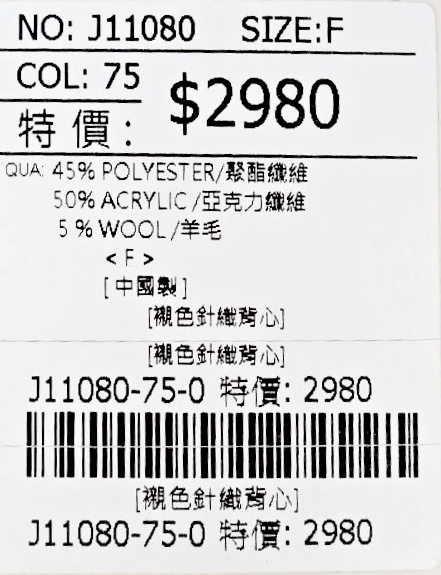 NO: J11080 SIZE:F
COL: 75
$2980
特價:
QUA: 45% POLYESTER/聚酯纖維
50% ACRYLIC/亞克力纖維
5 % WOOL/羊毛
< F >
[中國製]
[襯色針織背心]
[襯色針織背心]
J11080-75-0 特價: 2980
[襯色針織背心]
J11080-75-0 特價: 2980